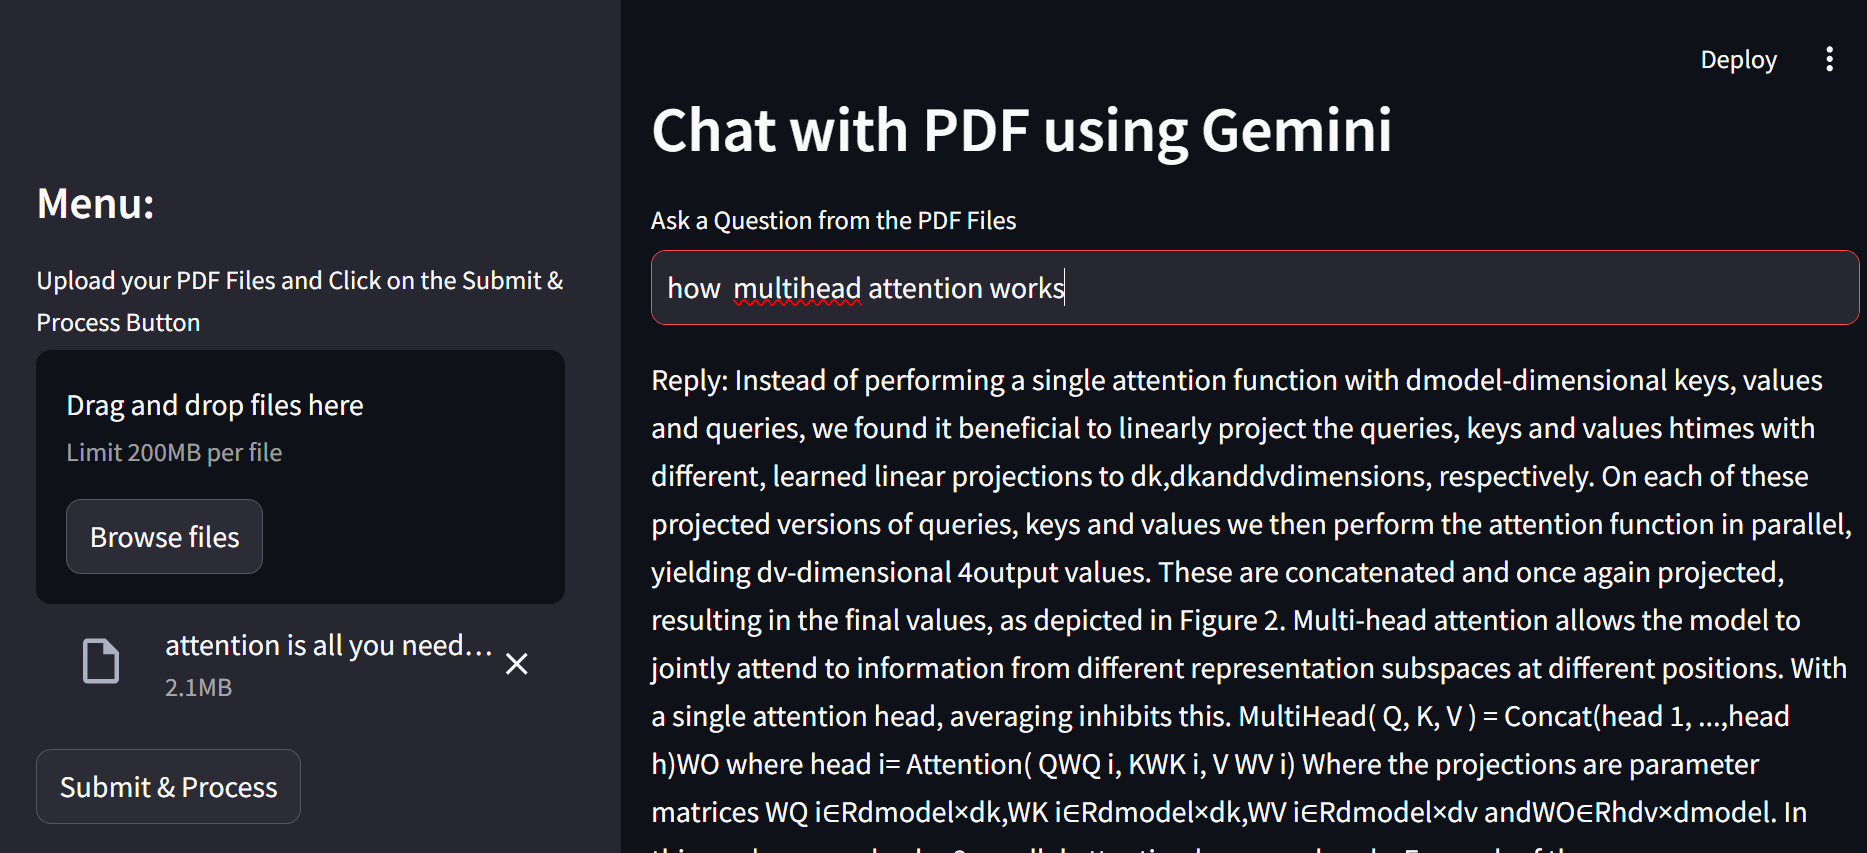 Menu:
Upload your PDF Files and Click on the Submit &
Process Button
Drag and drop files here
Limit 200MB per file
Browse files
attention is all you need...
2.1MB
Submit & Process
Deploy
Chat with PDF using Gemini
Ask a Question from the PDF Files
how  multihead attention works
Reply: Instead of performing a single attention function with dmodel-dimensional keys, values
and queries, we found it beneficial to linearly project the queries, keys and values htimes with
different, learned linear projections to dk,dkanddvdimensions, respectively. On each of these
projected versions of queries, keys and values we then perform the attention function in parallel,
yielding dv-dimensional 4output values. These are concatenated and once again projected,
resulting in the final values, as depicted in Figure 2. Multi-head attention allows the model to
jointly attend to information from different representation subspaces at different positions. With
a single attention head, averaging inhibits this. MultiHead( Q, K, V ) = Concat(head 1, ...,head
h)WO where head i= Attention( QWQ i, KWK i, V WV i) Where the projections are parameter
matrices WQ i∈Rdmodel×dk,WK i∈Rdmodel×dk,WV i∈Rdmodel×dv andWO∈Rhdv×dmodel. In